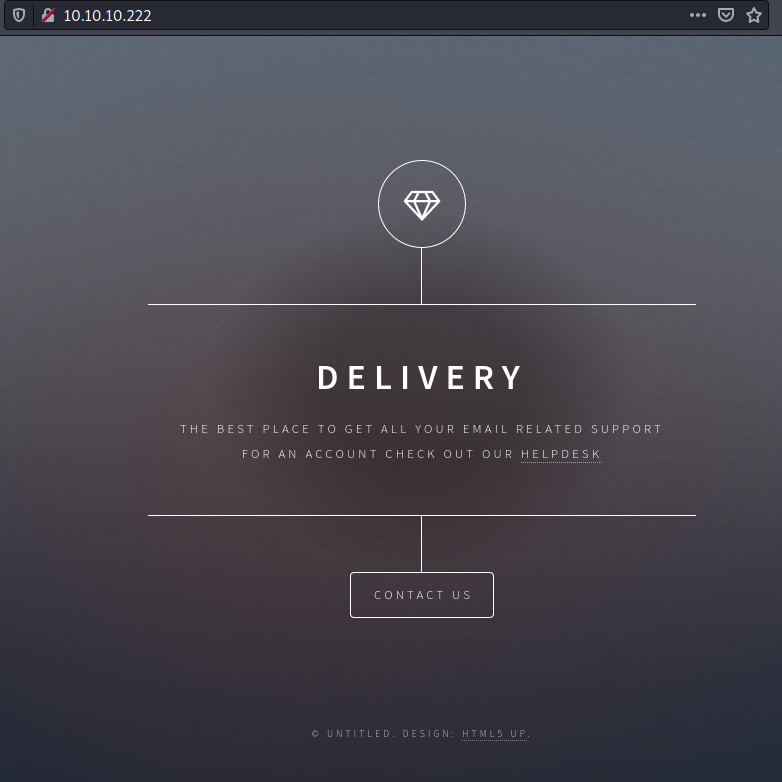 10.10.10.222
DELIVERY
THE BEST PLACE TO GET ALL YOUR EMAIL RELATED SUPPORT
FOR AN ACCOUNT CHECK OUT OUR HELPDESK
CONTACT US
© UNTITLED. DESIGN: HTML5 UP.